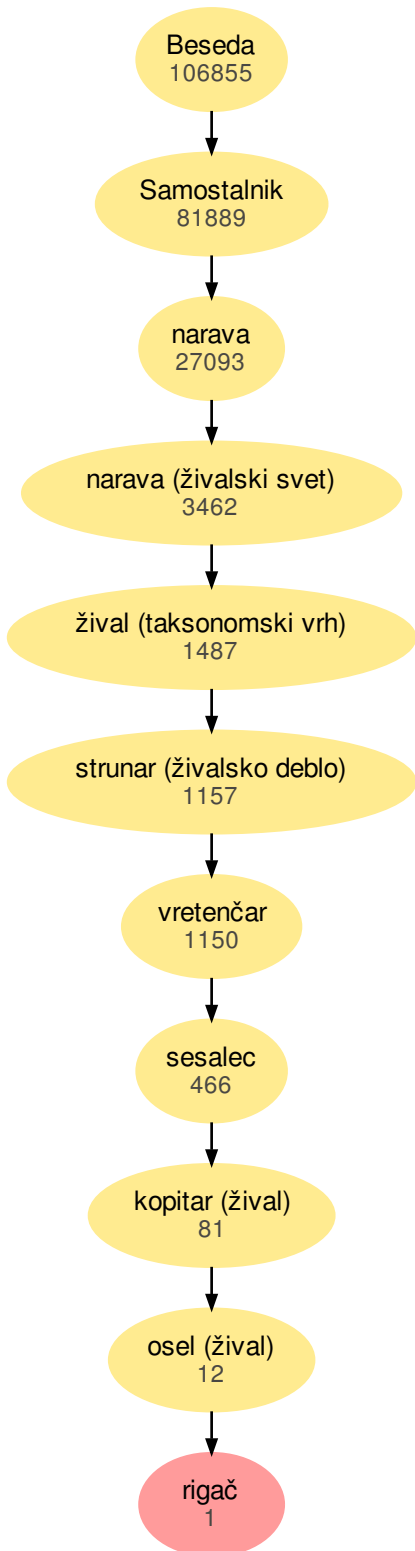 Beseda
106855
Samostalnik
81889
narava
27093
narava (živalski svet)
3462
žival (taksonomski vrh)
1487
strunar (živalsko deblo)
1157
vretenčar
1150
sesalec
466
kopitar (žival)
81
osel (žival)
12
rigač
1